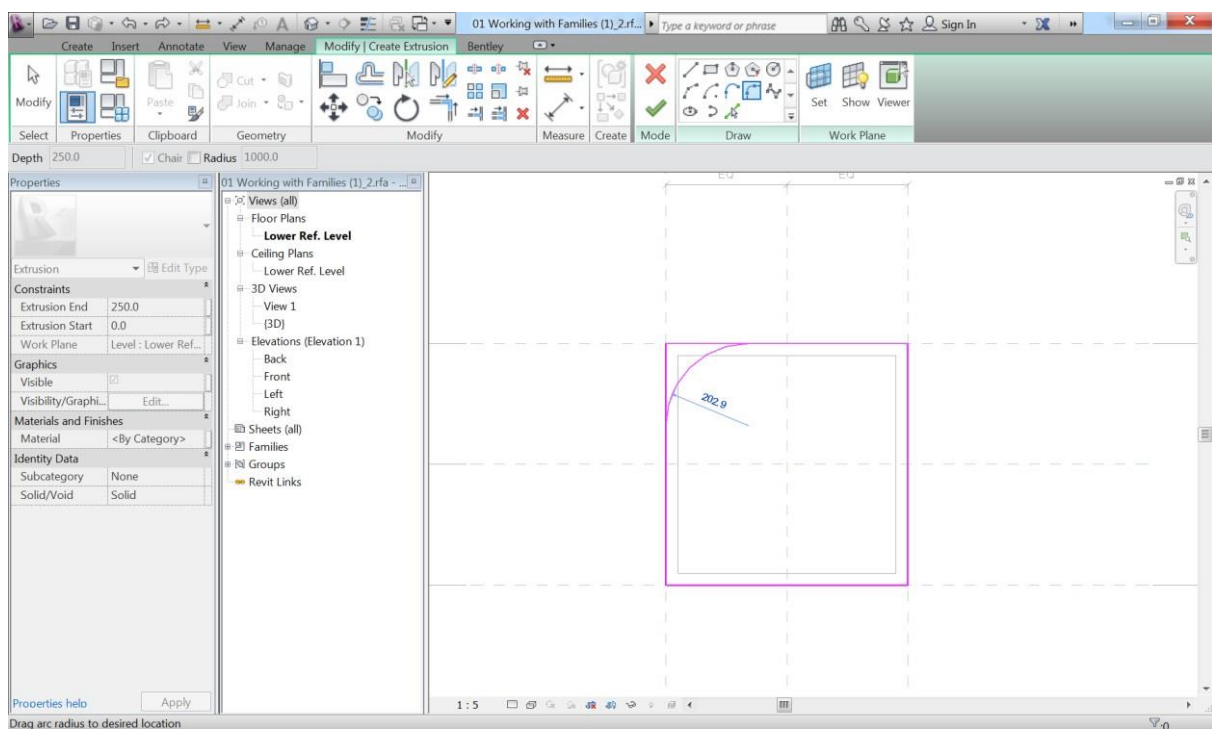 01 Working with Families (1)_2.rf... Type a keyword or phrase Sign In
Create Insert Annotate View Manage Modify | Create Extrusion Bentley
Modify Paste Cut Join Set Show Viewer
Select Properties Clipboard Geometry Modify Measure Create Mode Draw Work Plane
Depth 250.0 Chair Radius 1000.0
Properties
Extrusion Edit Type
Constraints
Extrusion End 250.0
Extrusion Start 0.0
Work Plane Level : Lower Ref...
Graphics
Visible
Visibility/Graphi... Edit...
Materials and Finishes
Material <By Category>
Identity Data
Subcategory None
Solid/Void Solid
Properties help Apply
01 Working with Families (1)_2.rfa - ...
Views (all)
Floor Plans
Lower Ref. Level
Ceiling Plans
Lower Ref. Level
3D Views
View 1
{3D}
Elevations (Elevation 1)
Back
Front
Left
Right
Sheets (all)
Families
Groups
Revit Links
EQ EQ
202.9
1 : 5
Drag arc radius to desired location
:0